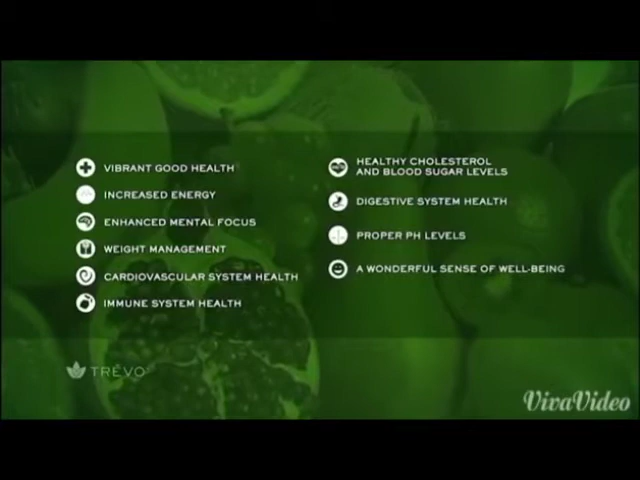 VIBRANT GOOD HEALTH
INCREASED ENERGY
ENHANCED MENTAL FOCUS
WEIGHT MANAGEMENT
CARDIOVASCULAR SYSTEM HEALTH
IMMUNE SYSTEM HEALTH
HEALTHY CHOLESTEROL
AND BLOOD SUGAR LEVELS
DIGESTIVE SYSTEM HEALTH
PROPER PH LEVELS
A WONDERFUL SENSE OF WELL-BEING
TRĒVO
VivaVideo